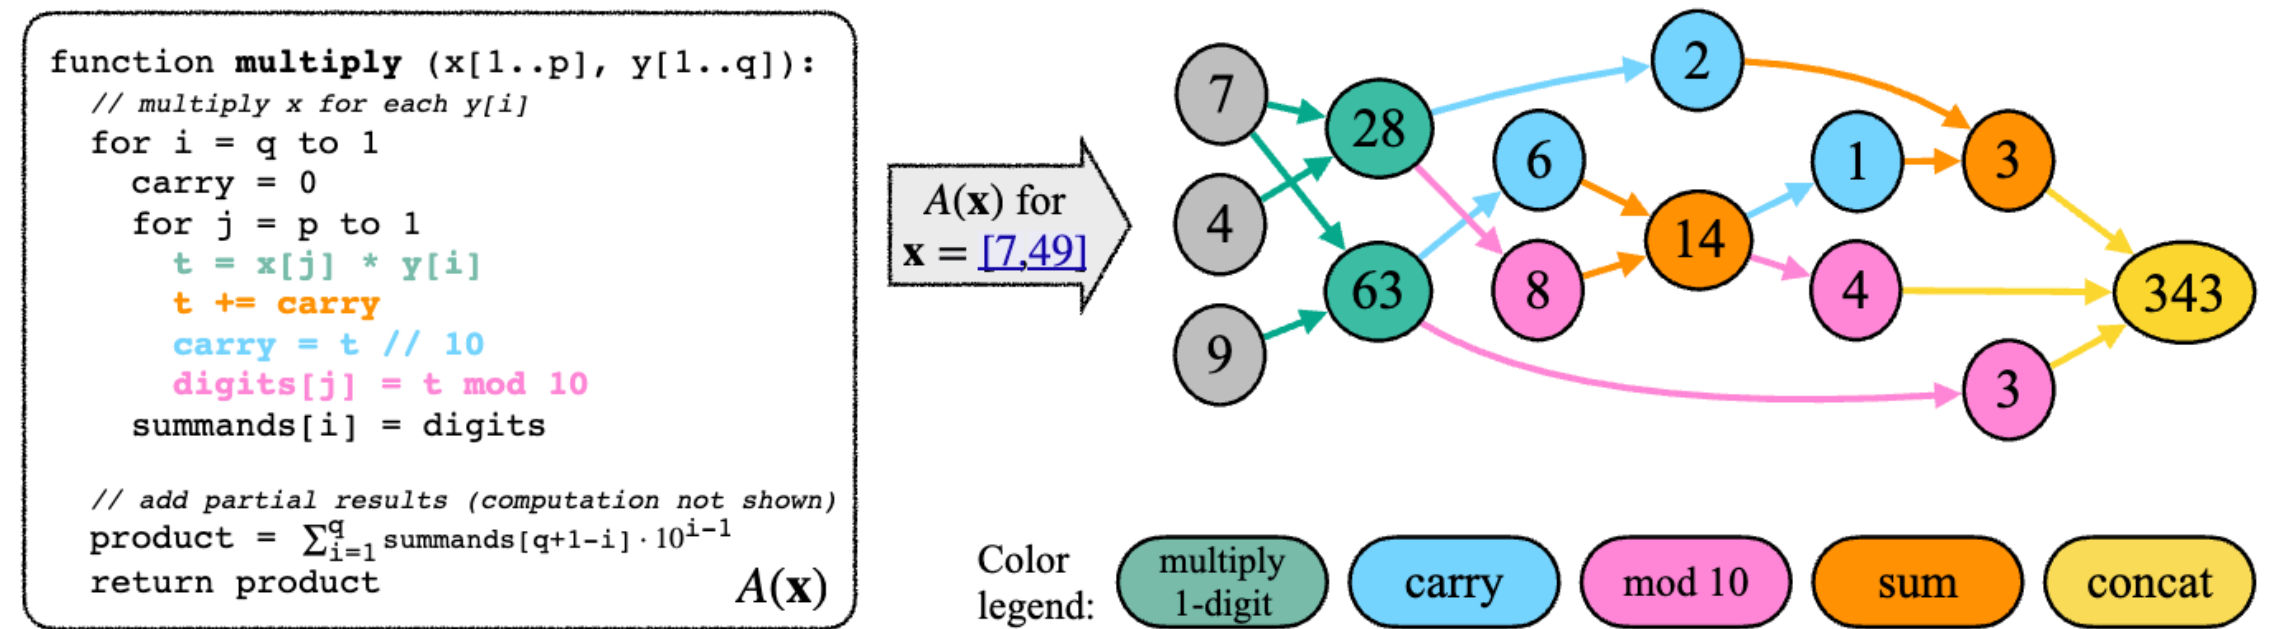 function multiply (x[1..p], y[1..q]):
// multiply x for each y[i]
for i = q to 1
carry = 0
for j = p to 1
t = x[j] * y[i]
t += carry
carry = t // 10
digits[j] = t mod 10
summands[i] = digits
// add partial results (computation not shown)
product = ∑_{i=1}^{q} summands[q+1-i] · 10^{i-1}
return product
A(x)
A(x) for
x = [7,49]
7
4
9
28
63
2
6
8
14
1
4
3
3
343
Color
legend:
multiply
1-digit
carry
mod 10
sum
concat